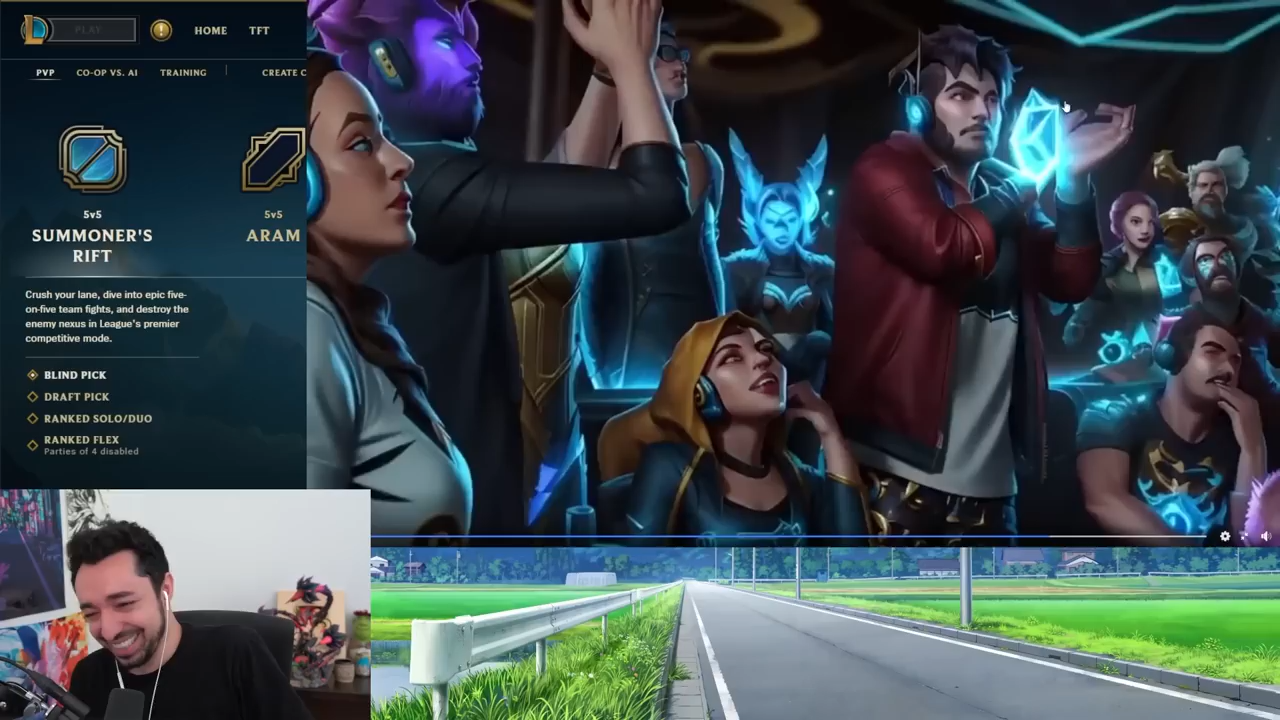 PLAY
HOME
TFT
PVP
CO-OP VS. AI
TRAINING
CREATE C
5v5
SUMMONER'S
RIFT
5v5
ARAM
Crush your lane, dive into epic five-
on-five team fights, and destroy the
enemy nexus in League's premier
competitive mode.
BLIND PICK
DRAFT PICK
RANKED SOLO/DUO
RANKED FLEX
Parties of 4 disabled